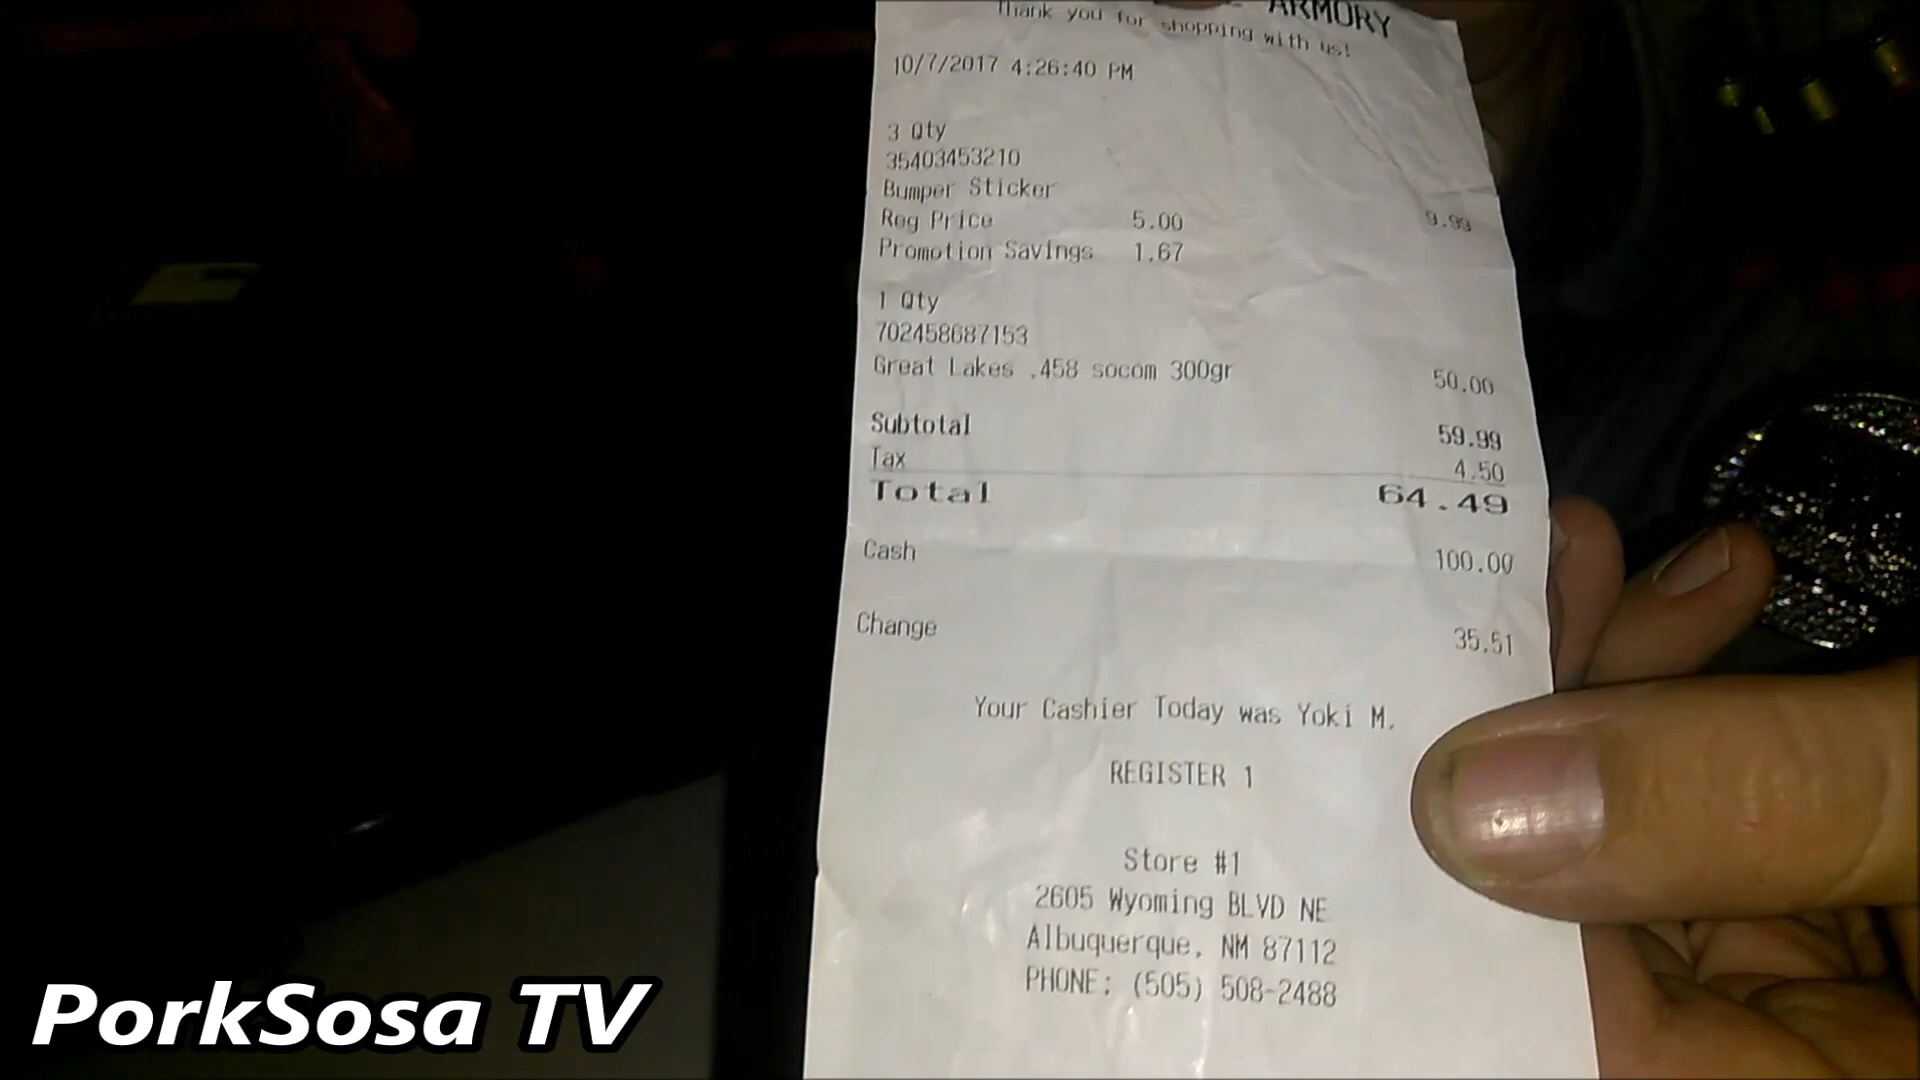 ARMORY
Thank you for shopping with us!
10/7/2017 4:26:40 PM
3 Qty
35403453210
Bumper Sticker
Reg Price 5.00 9.99
Promotion Savings 1.67
1 Qty
702458687153
Great Lakes .458 socom 300gr 50.00
Subtotal 59.99
Tax 4.50
Total 64.49
Cash 100.00
Change 35.51
Your Cashier Today was Yoki M.
REGISTER 1
Store #1
2605 Wyoming BLVD NE
Albuquerque, NM 87112
PHONE: (505) 508-2488
PorkSosa TV